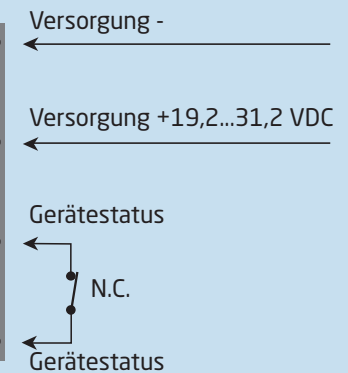 Versorgung -
Versorgung +19,2...31,2 VDC
Gerätestatus
N.C.
Gerätestatus